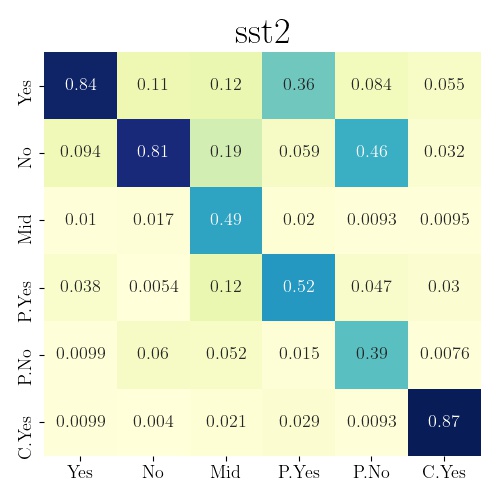 sst2
Yes 0.84 0.11 0.12 0.36 0.084 0.055
No 0.094 0.81 0.19 0.059 0.46 0.032
Mid 0.01 0.017 0.49 0.02 0.0093 0.0095
P.Yes 0.038 0.0054 0.12 0.52 0.047 0.03
P.No 0.0099 0.06 0.052 0.015 0.39 0.0076
C.Yes 0.0099 0.004 0.021 0.029 0.0093 0.87
Yes No Mid P.Yes P.No C.Yes